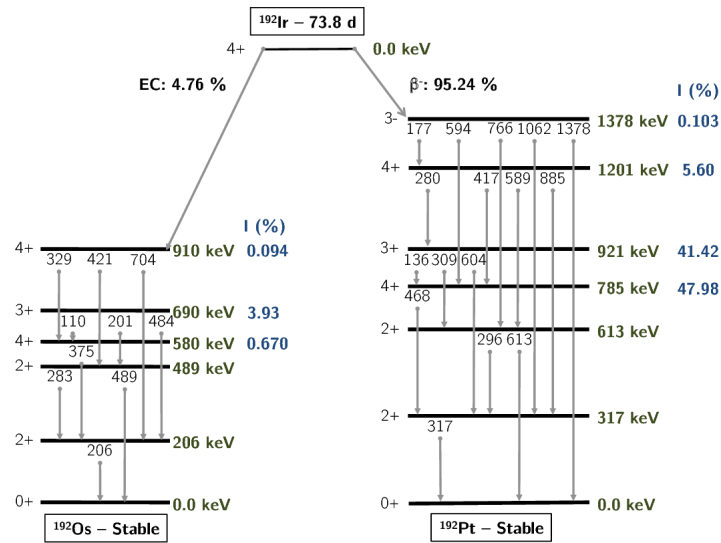 ¹⁹²Ir – 73.8 d
4+ 0.0 keV
EC: 4.76 %
β⁻: 95.24 %
I (%)
3- 1378 keV 0.103
177 594 766 1062 1378
4+ 1201 keV 5.60
280 417 589 885
I (%)
4+ 910 keV 0.094
329 421 704
3+ 921 keV 41.42
136 309 604
4+ 785 keV 47.98
468
3+ 690 keV 3.93
110 201 484
2+ 613 keV
296 613
4+ 580 keV 0.670
375
2+ 489 keV
283 489
2+ 317 keV
317
2+ 206 keV
206
0+ 0.0 keV
0+ 0.0 keV
¹⁹²Os – Stable
¹⁹²Pt – Stable